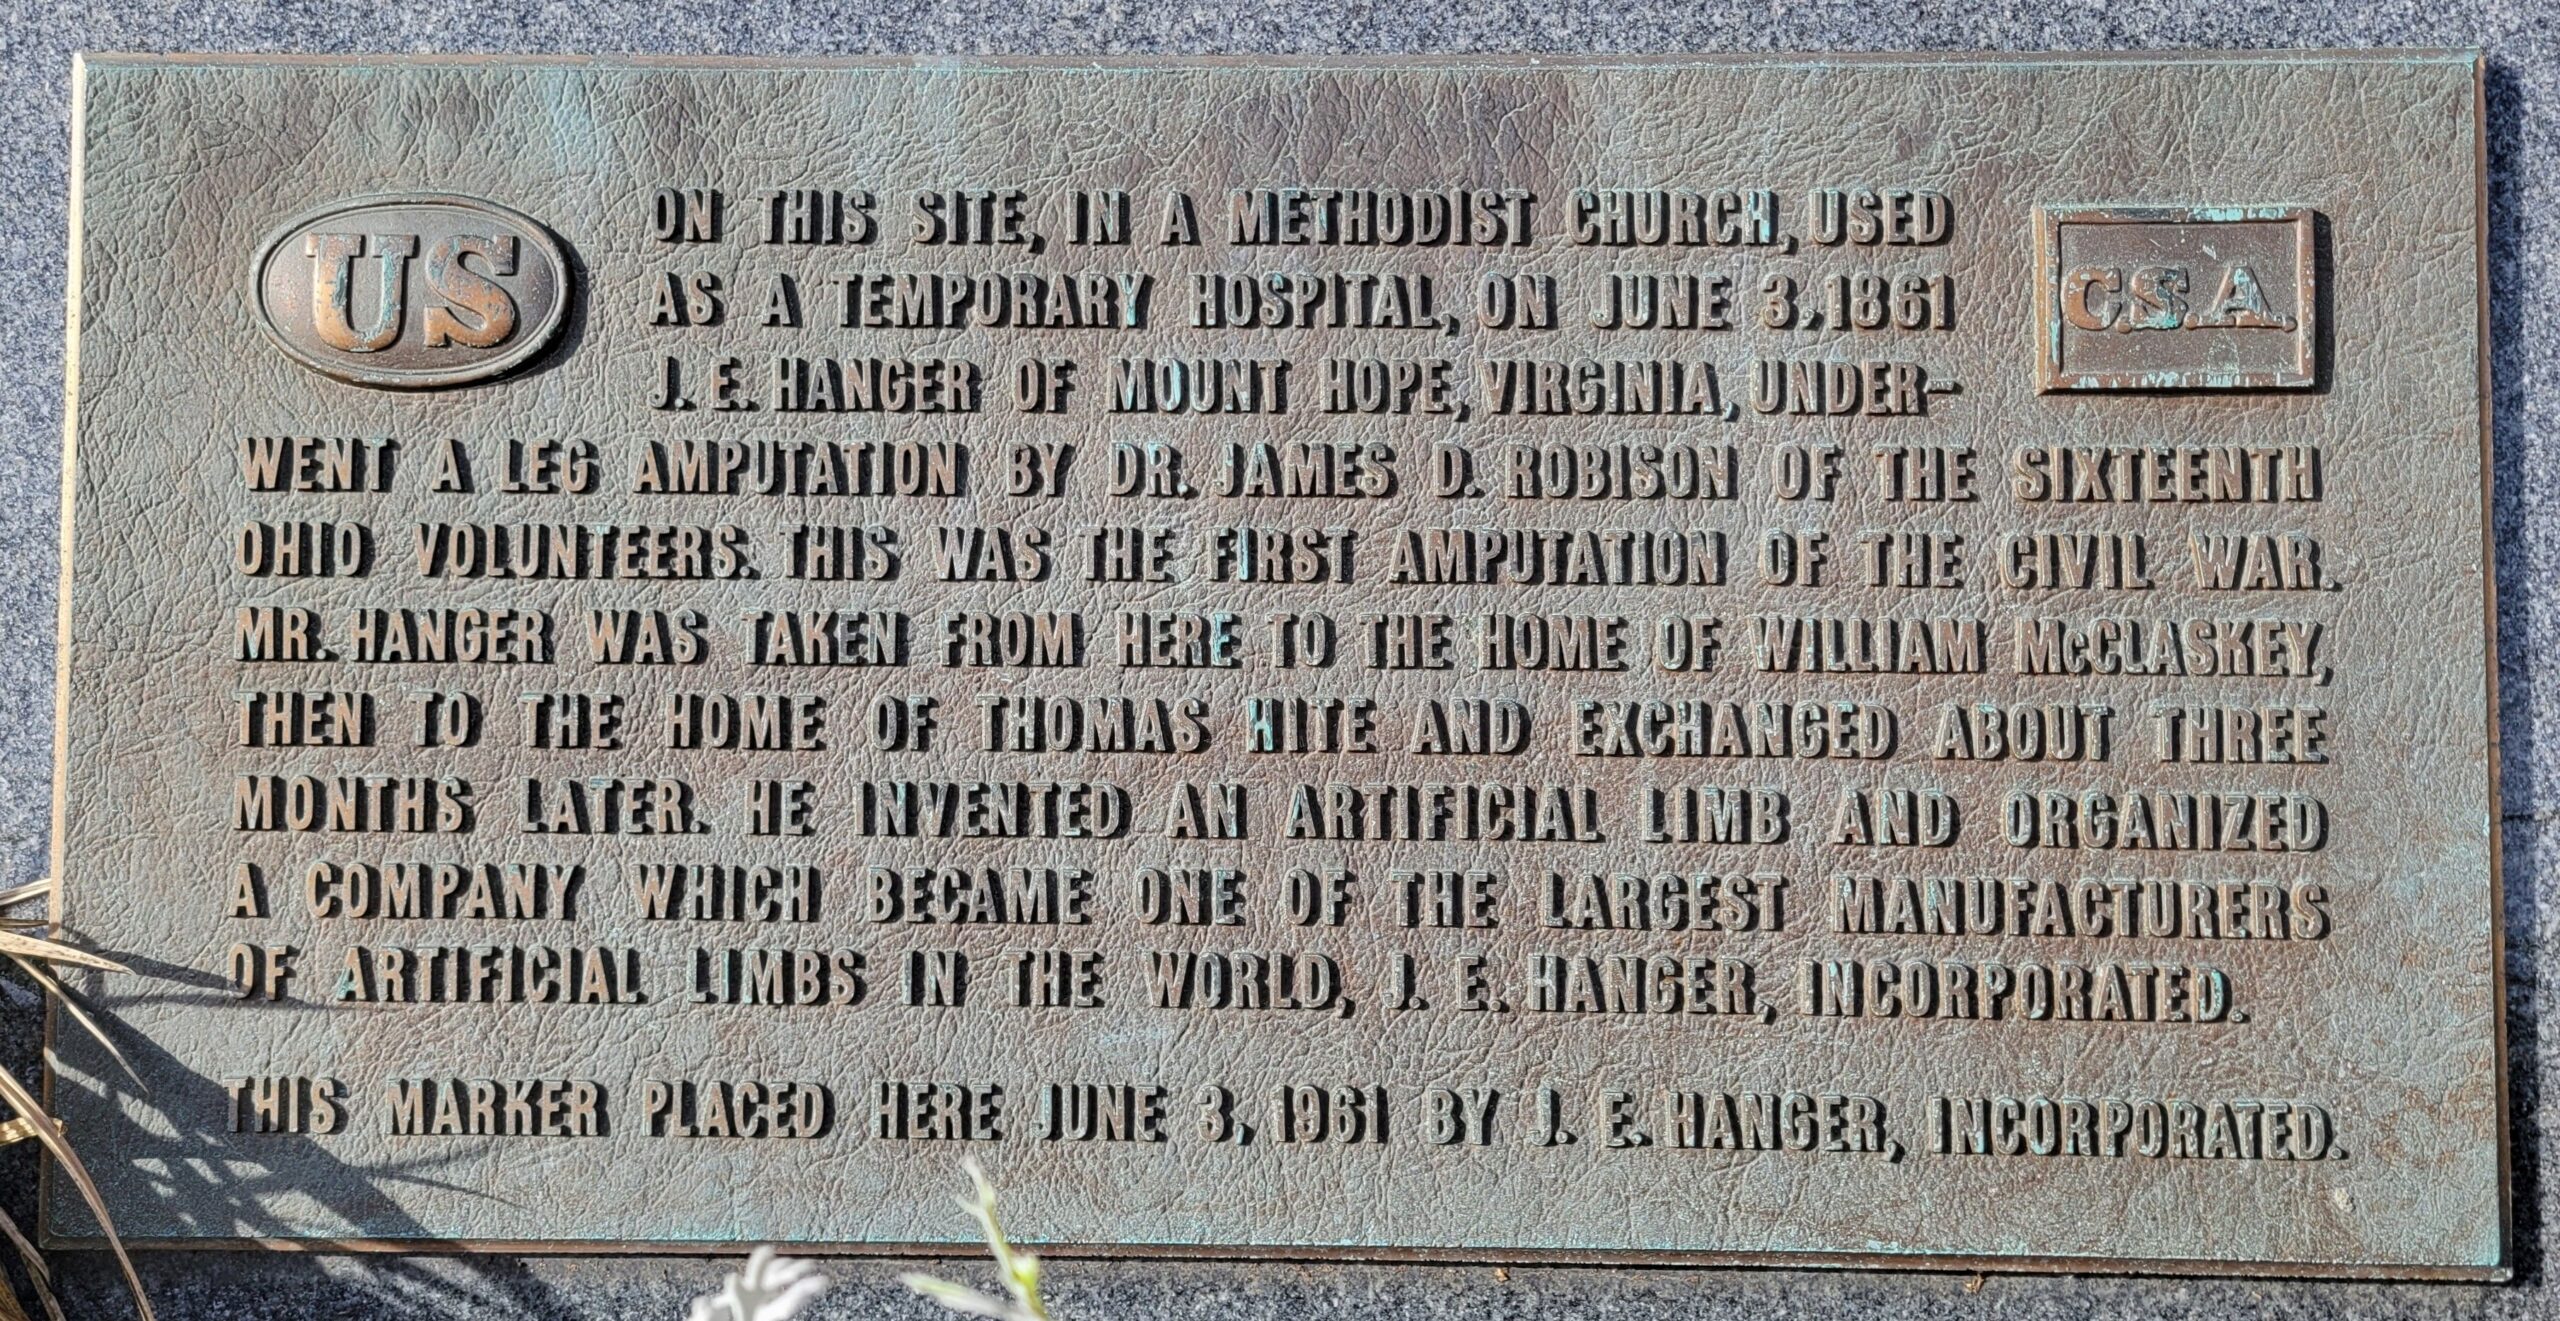 US
C.S.A.
ON THIS SITE, IN A METHODIST CHURCH, USED
AS A TEMPORARY HOSPITAL, ON JUNE 3, 1861
J. E. HANGER OF MOUNT HOPE, VIRGINIA, UNDER-
WENT A LEG AMPUTATION BY DR. JAMES D. ROBISON OF THE SIXTEENTH
OHIO VOLUNTEERS. THIS WAS THE FIRST AMPUTATION OF THE CIVIL WAR.
MR. HANGER WAS TAKEN FROM HERE TO THE HOME OF WILLIAM McCLASKEY,
THEN TO THE HOME OF THOMAS HITE AND EXCHANGED ABOUT THREE
MONTHS LATER. HE INVENTED AN ARTIFICIAL LIMB AND ORGANIZED
A COMPANY WHICH BECAME ONE OF THE LARGEST MANUFACTURERS
OF ARTIFICIAL LIMBS IN THE WORLD, J. E. HANGER, INCORPORATED.
THIS MARKER PLACED HERE JUNE 3, 1961 BY J. E. HANGER, INCORPORATED.